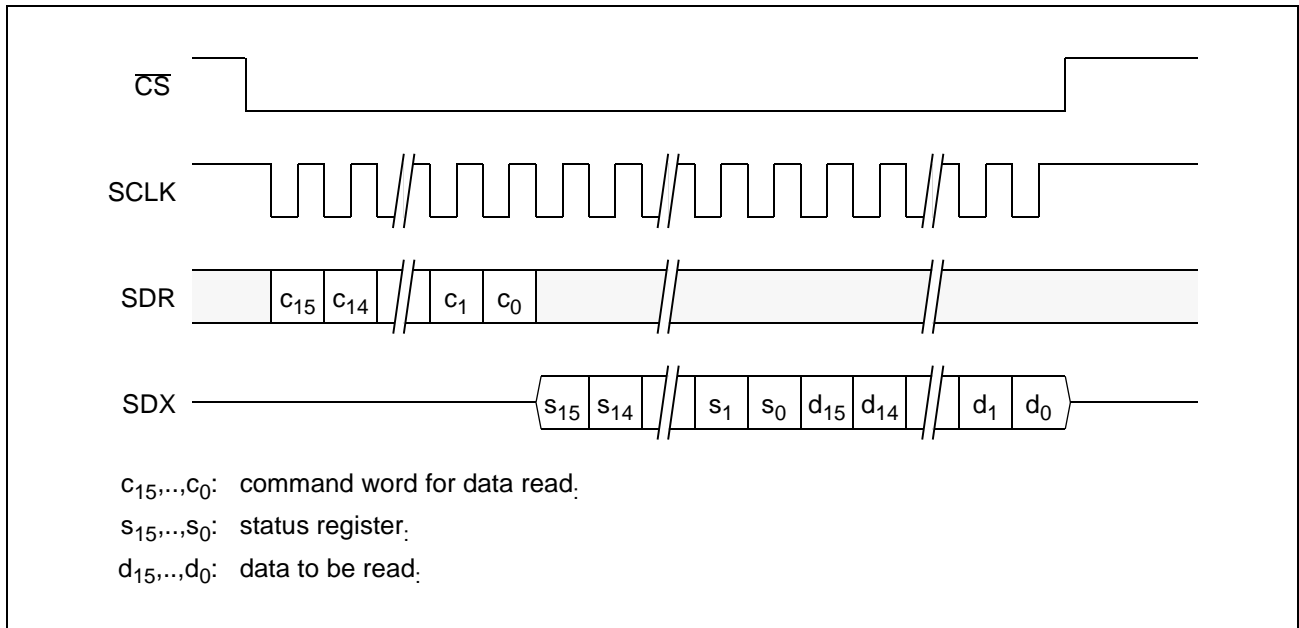 C̅S̅
SCLK
SDR c₁₅ c₁₄ c₁ c₀
SDX s₁₅ s₁₄ s₁ s₀ d₁₅ d₁₄ d₁ d₀
c₁₅,..,c₀: command word for data read:
s₁₅,..,s₀: status register:
d₁₅,..,d₀: data to be read: